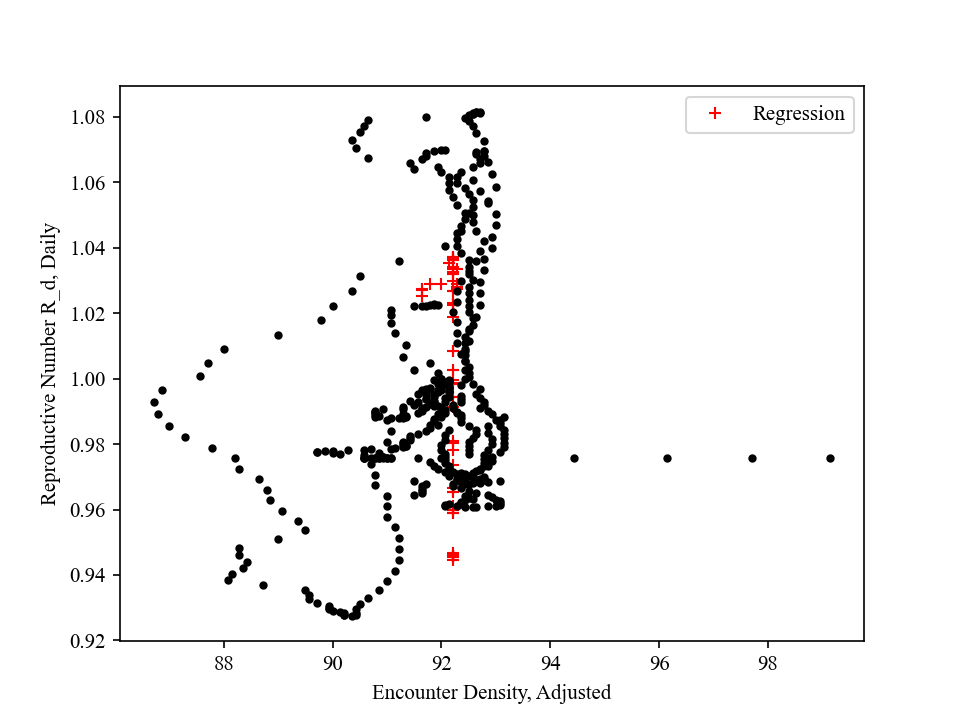 Regression
1.08
1.06
1.04
1.02
1.00
0.98
0.96
0.94
0.92
Reproductive Number R_d, Daily
88 90 92 94 96 98
Encounter Density, Adjusted